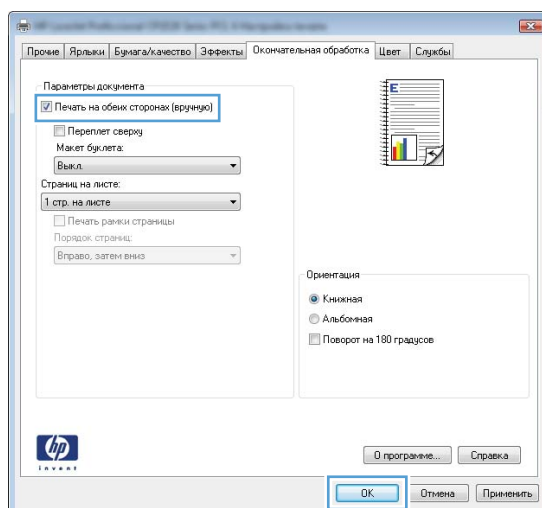 Прочие Ярлыки Бумага/качество Эффекты Окончательная обработка Цвет Службы
Параметры документа
Печать на обеих сторонах (вручную)
Переплет сверху
Макет буклета:
Выкл.
Страниц на листе:
1 стр. на листе
Печать рамки страницы
Порядок страниц:
Вправо, затем вниз
E
Ориентация
Книжная
Альбомная
Поворот на 180 градусов
hp
invent
О программе... Справка
OK Отмена Применить